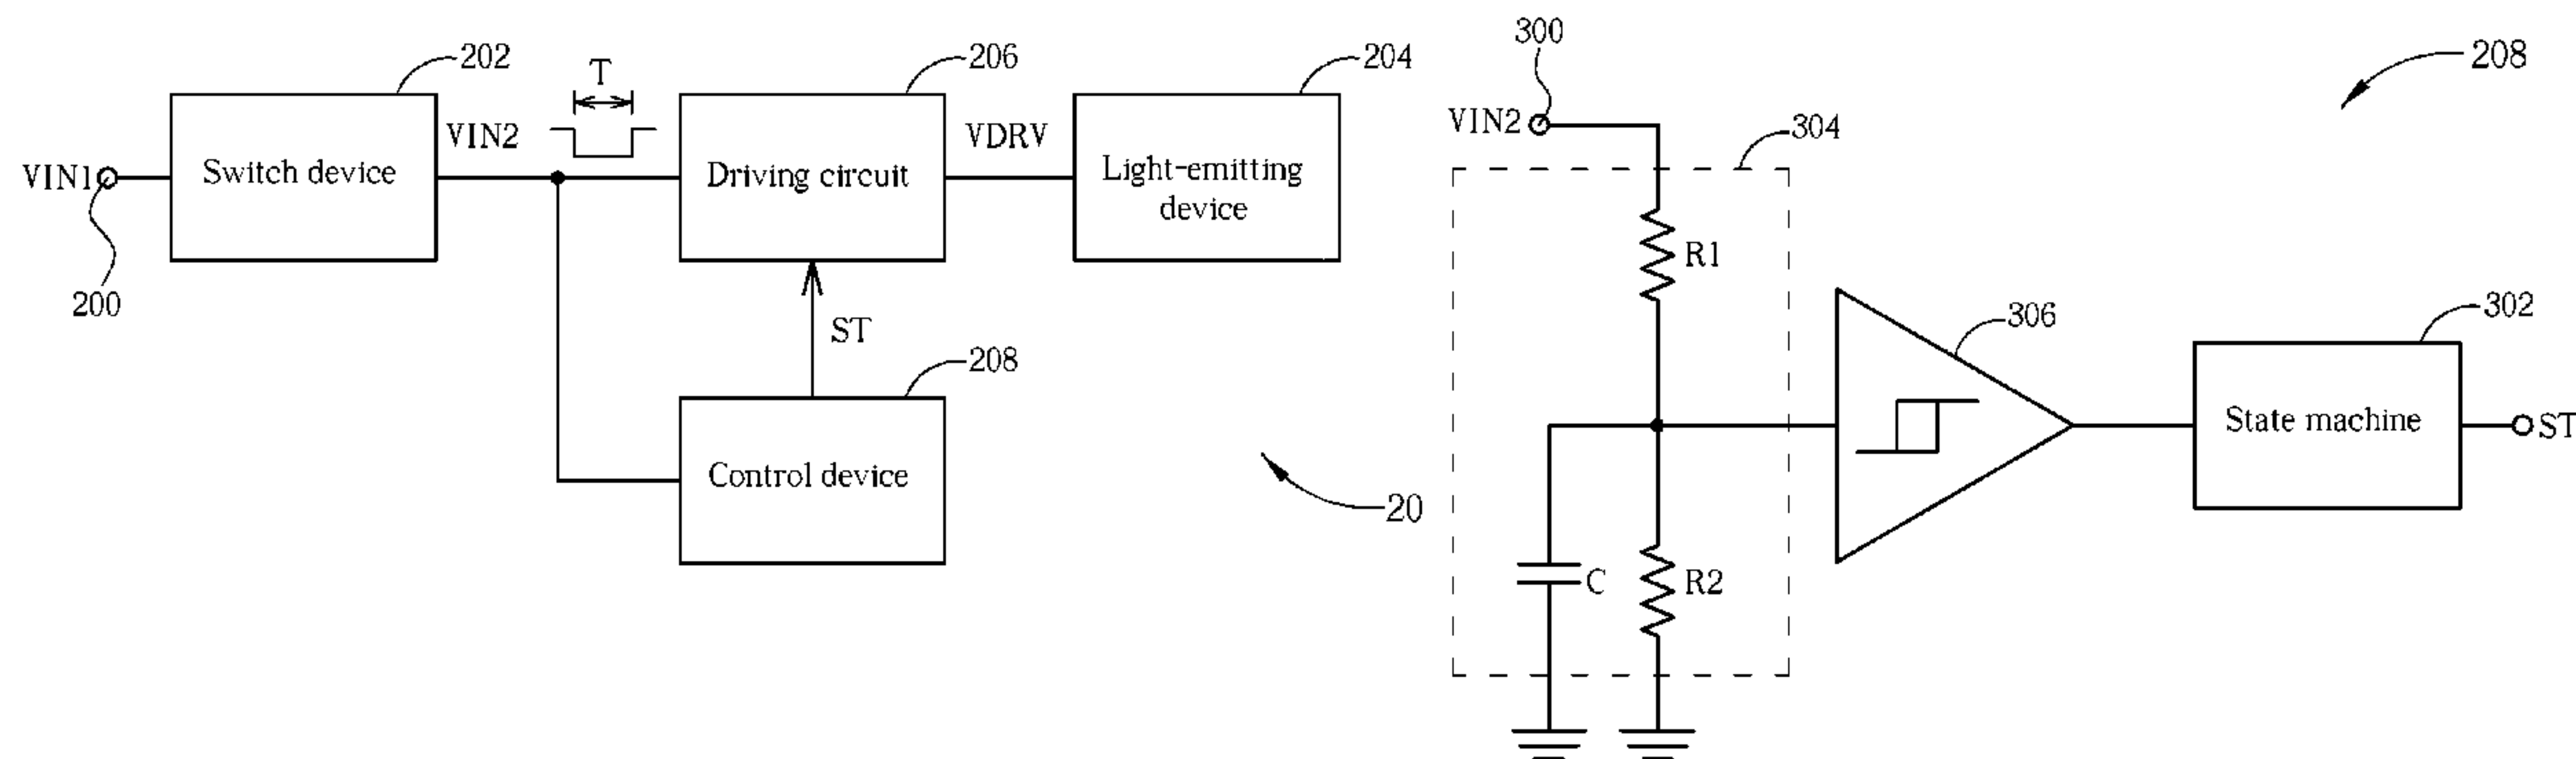 202
206
204
T
VIN2
VDRV
VIN1
Switch device
Driving circuit
Light-emitting
device
200
ST
208
Control device
20
300
208
VIN2
304
R1
306
302
State machine
ST
C
R2